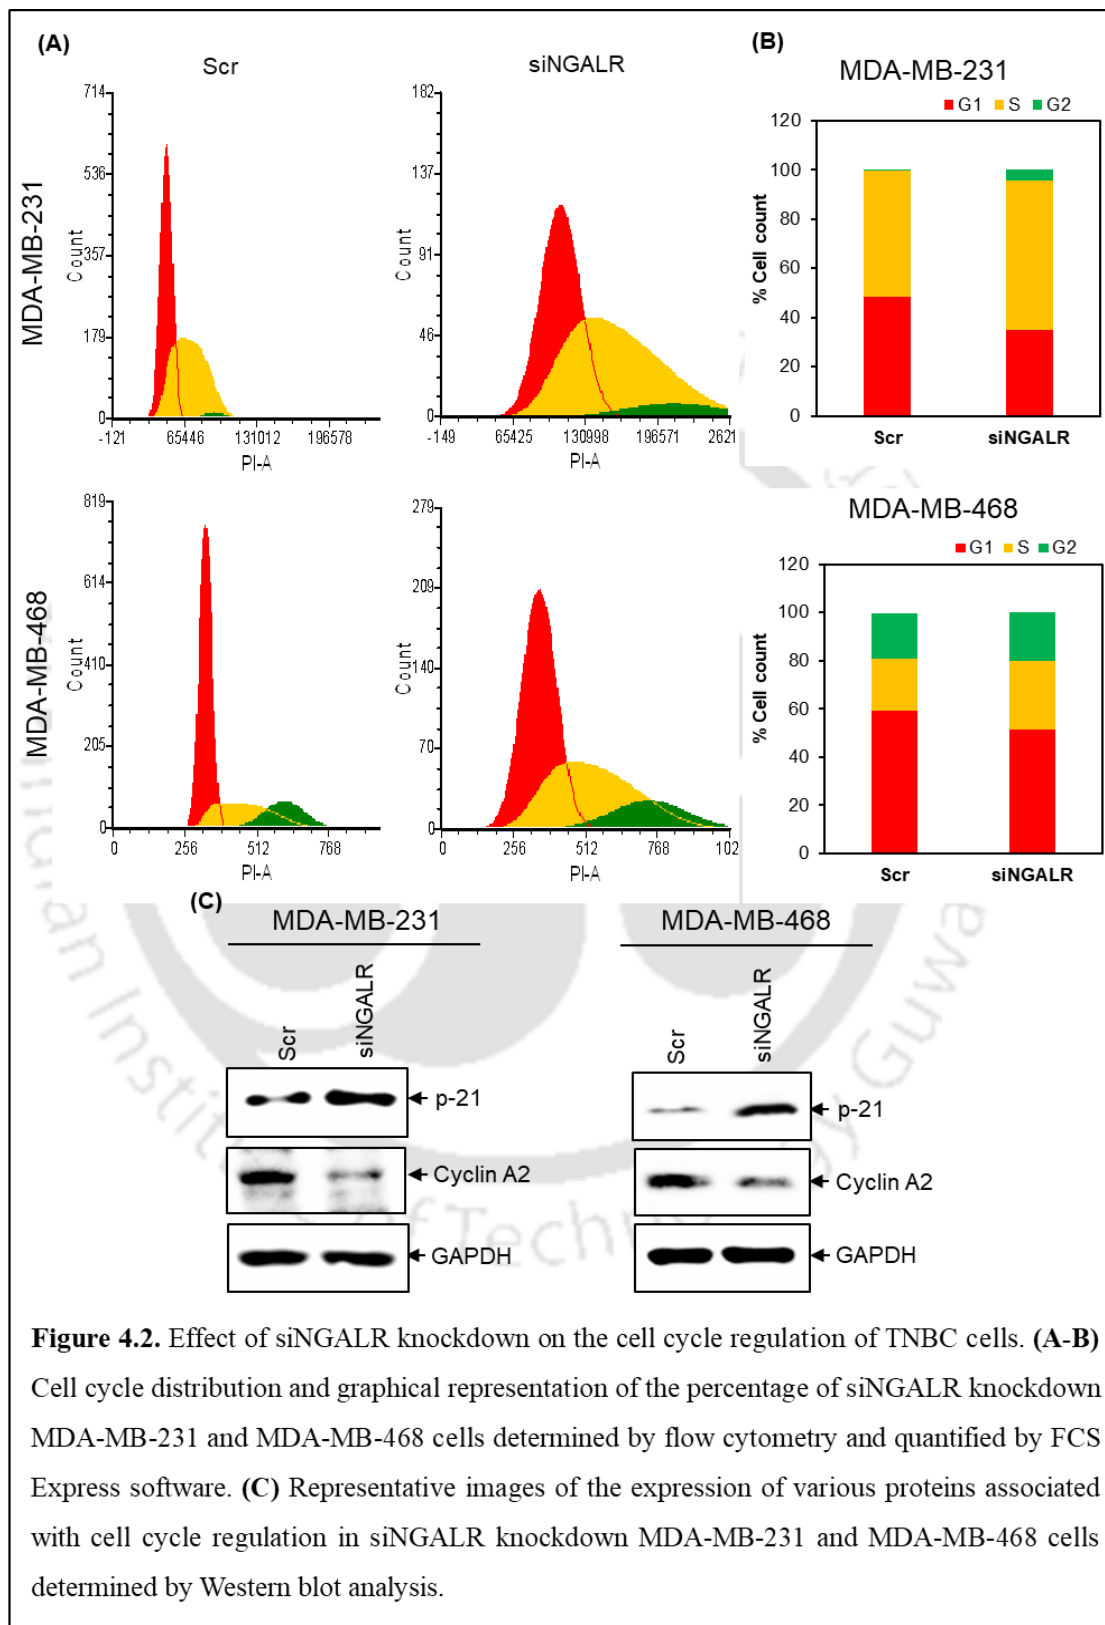 (A)
Scr
siNGALR
(B)
MDA-MB-231
G1 S G2
MDA-MB-231
714
536
357
179
0
Count
-121 65446 131012 196578
PI-A
182
137
91
46
0
Count
-149 65425 130998 196571 2621
PI-A
120
100
80
60
40
20
0
% Cell count
Scr siNGALR
MDA-MB-468
819
614
410
205
0
Count
0 256 512 768
PI-A
279
209
140
70
0
Count
0 256 512 768 102
PI-A
MDA-MB-468
G1 S G2
120
100
80
60
40
20
0
% Cell count
Scr siNGALR
(C)
MDA-MB-231
MDA-MB-468
Scr
siNGALR
Scr
siNGALR
p-21
p-21
Cyclin A2
Cyclin A2
GAPDH
GAPDH
Figure 4.2. Effect of siNGALR knockdown on the cell cycle regulation of TNBC cells. (A-B)
Cell cycle distribution and graphical representation of the percentage of siNGALR knockdown
MDA-MB-231 and MDA-MB-468 cells determined by flow cytometry and quantified by FCS
Express software. (C) Representative images of the expression of various proteins associated
with cell cycle regulation in siNGALR knockdown MDA-MB-231 and MDA-MB-468 cells
determined by Western blot analysis.